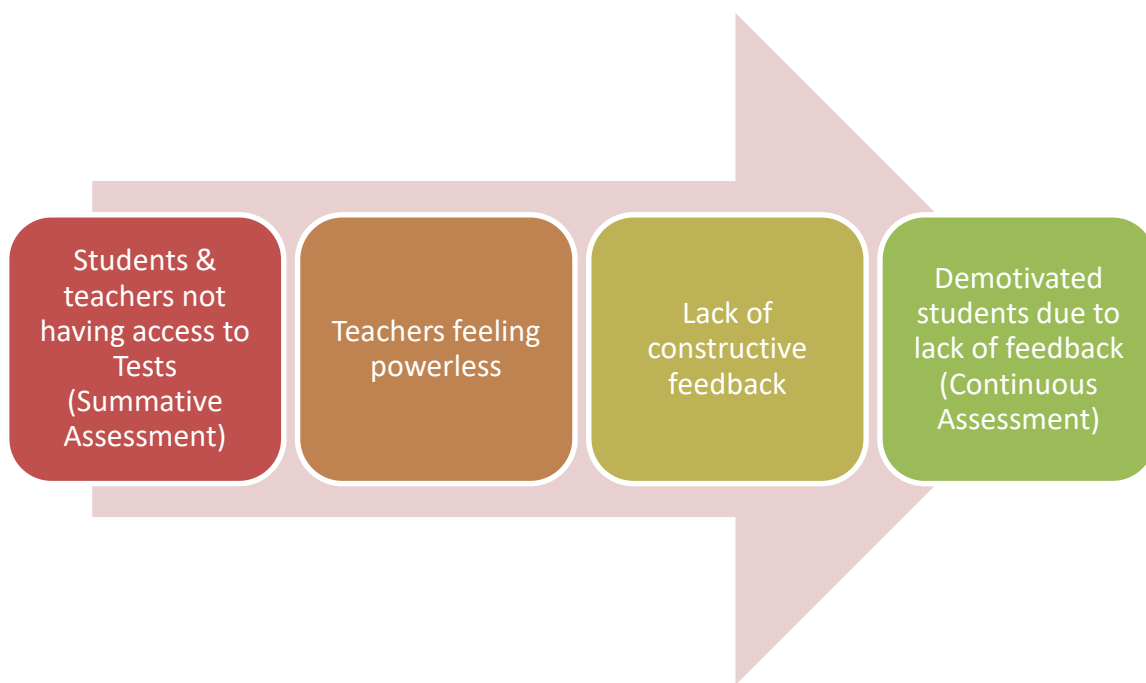 Students &
teachers not
having access to
Tests
(Summative
Assessment)
Teachers feeling
powerless
Lack of
constructive
feedback
Demotivated
students due to
lack of feedback
(Continuous
Assessment)